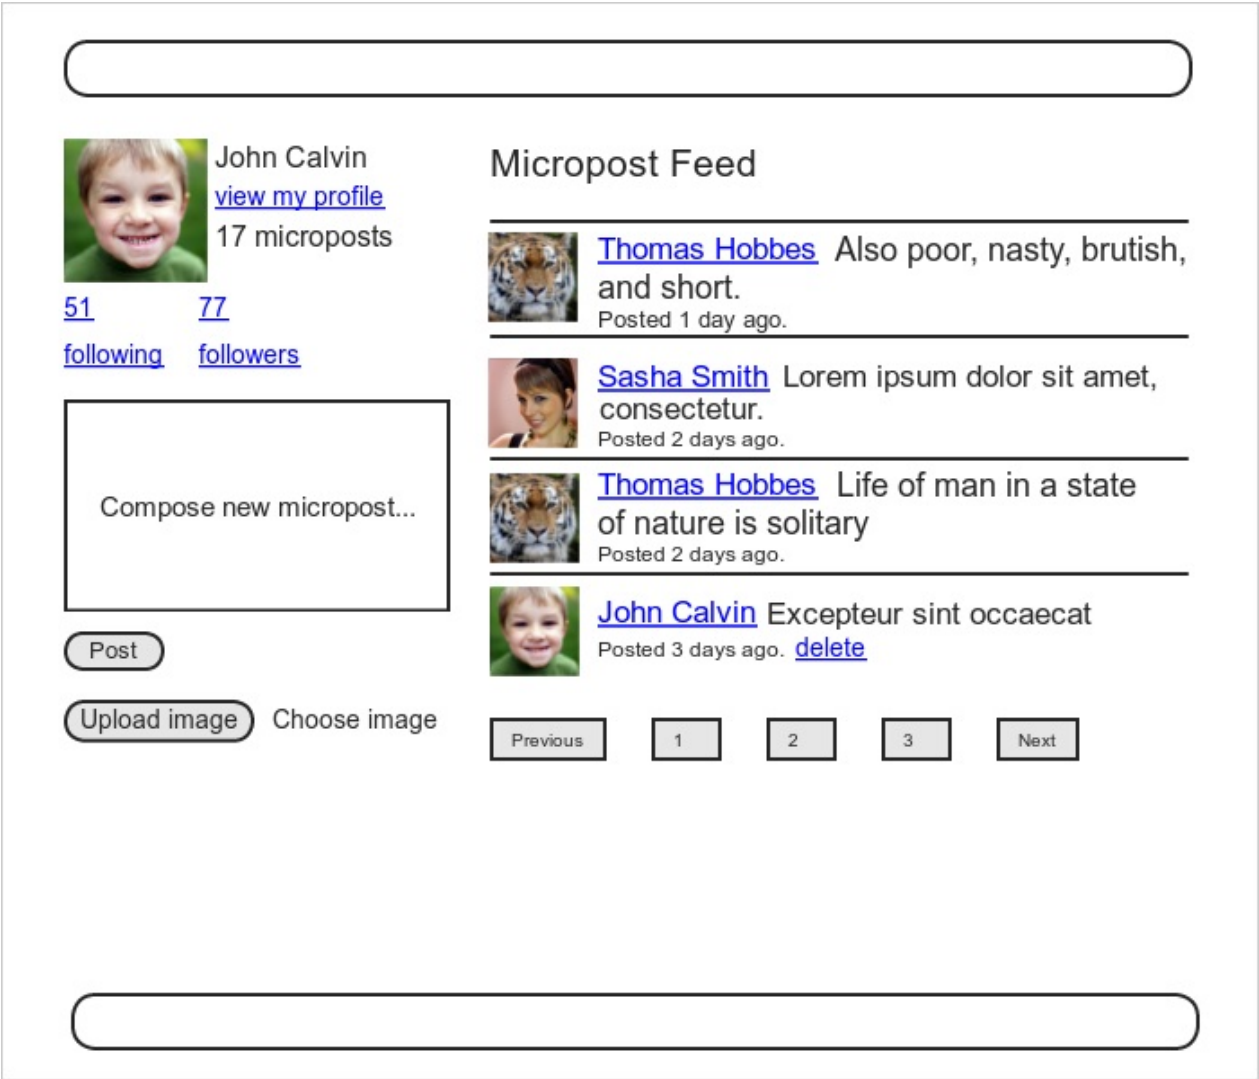 John Calvin
view my profile
17 microposts
51
77
following
followers
Compose new micropost...
Post
Upload image
Choose image
Micropost Feed
Thomas Hobbes Also poor, nasty, brutish,
and short.
Posted 1 day ago.
Sasha Smith Lorem ipsum dolor sit amet,
consectetur.
Posted 2 days ago.
Thomas Hobbes Life of man in a state
of nature is solitary
Posted 2 days ago.
John Calvin Excepteur sint occaecat
Posted 3 days ago. delete
Previous
1
2
3
Next